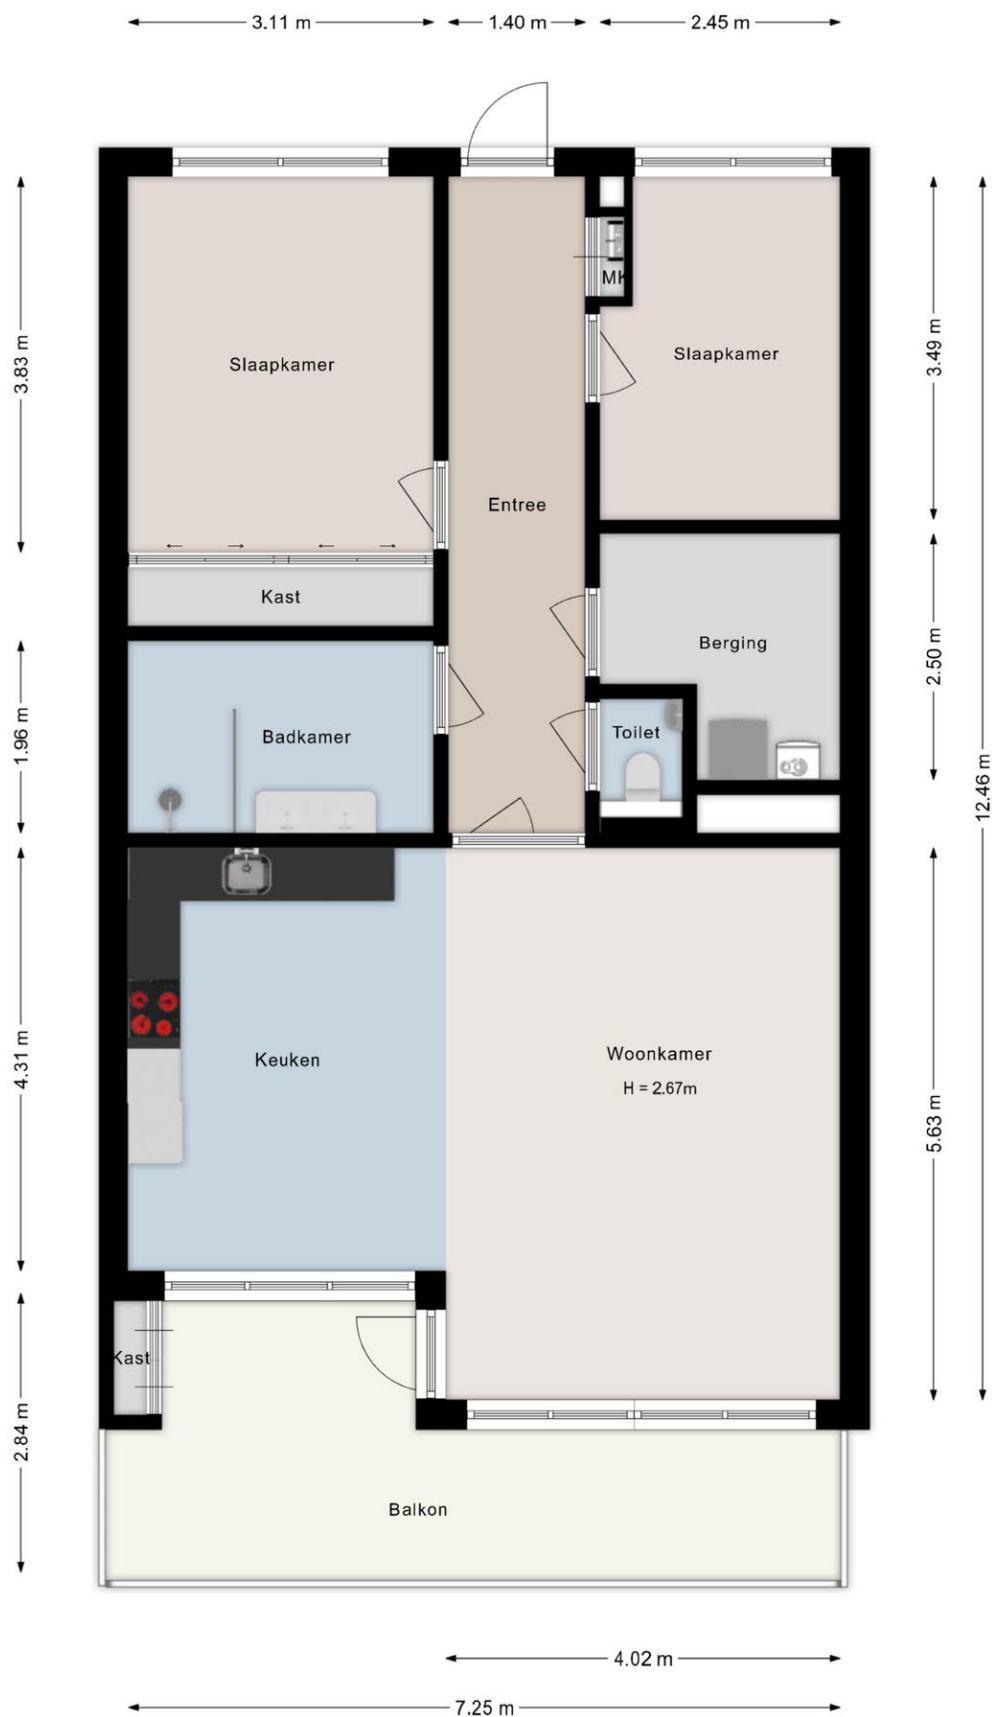 3.11 m
1.40 m
2.45 m
MK
3.83 m
3.49 m
Slaapkamer
Slaapkamer
Entree
Kast
Berging
2.50 m
1.96 m
Badkamer
Toilet
12.46 m
4.31 m
Keuken
Woonkamer
H = 2.67m
5.63 m
Kast
2.84 m
Balkon
4.02 m
7.25 m